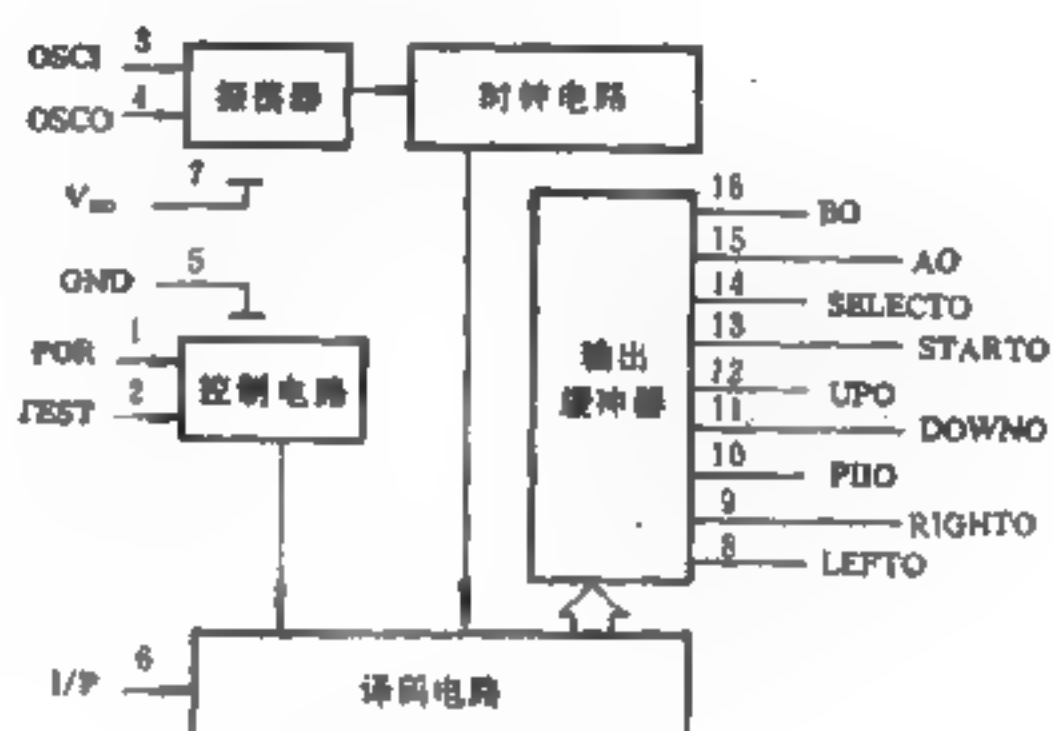 OSCI 3
OSCO 4
振荡器
时钟电路
7
5
GND
POR 1
TEST 2
控制电路
输出
缓冲器
16 BO
15 AO
14 SELECTO
13 STARTO
12 UPO
11 DOWNO
10
9 RIGHTO
8 LEFTO
I/P 6
译码电路